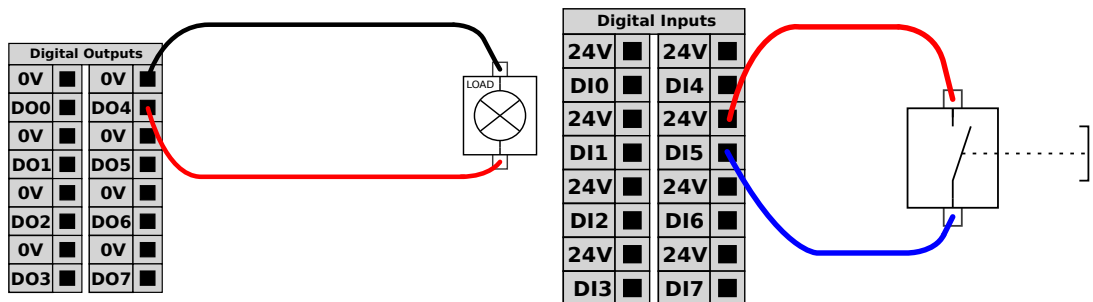 Digital Outputs
0V 0V
DO0 DO4
0V 0V
DO1 DO5
0V 0V
DO2 DO6
0V 0V
DO3 DO7
LOAD
Digital Inputs
24V 24V
DI0 DI4
24V 24V
DI1 DI5
24V 24V
DI2 DI6
24V 24V
DI3 DI7